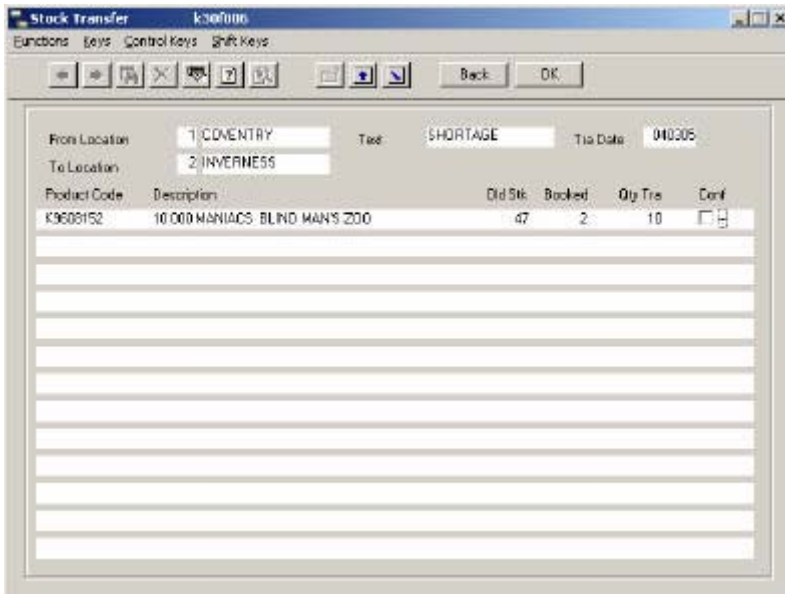 Stock Transfer k30f006
Functions Keys Control Keys Shift Keys
Back OK
From Location 1 COVENTRY Text SHORTAGE Tra Date 040305
To Location 2 INVERNESS
Product Code Description Old Stk Booked Qty Tra Conf
K9608152 10,000 MANIACS BLIND MAN'S ZOO 47 2 10